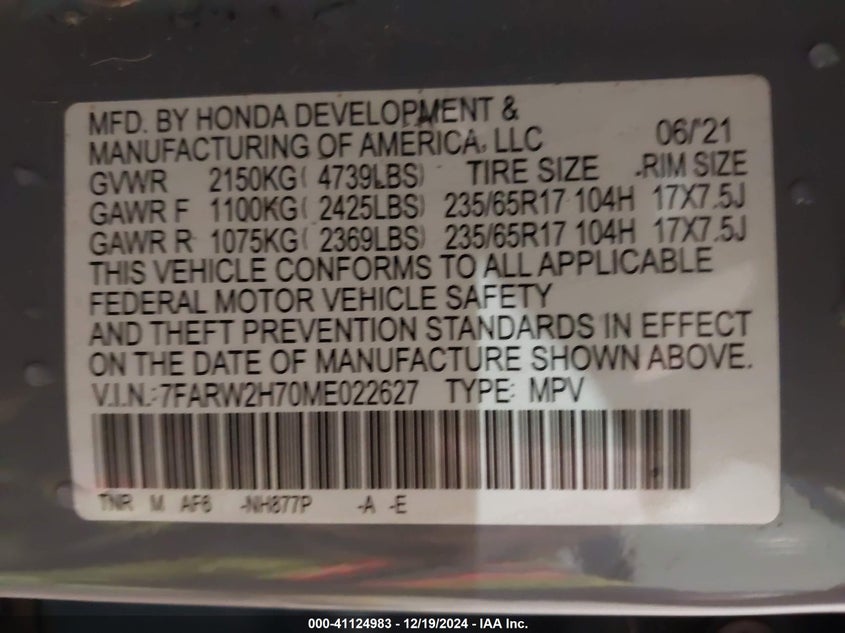 MFD. BY HONDA DEVELOPMENT &
MANUFACTURING OF AMERICA, LLC 06/'21
GVWR 2150KG( 4739LBS) TIRE SIZE RIM SIZE
GAWR F 1100KG( 2425LBS) 235/65R17 104H 17X7.5J
GAWR R 1075KG( 2369LBS) 235/65R17 104H 17X7.5J
THIS VEHICLE CONFORMS TO ALL APPLICABLE
FEDERAL MOTOR VEHICLE SAFETY
AND THEFT PREVENTION STANDARDS IN EFFECT
ON THE DATE OF MANUFACTURE SHOWN ABOVE.
V.I.N.: 7FARW2H70ME022627 TYPE: MPV
TNR M AF6 -NH877P -A -E
000-41124983 - 12/19/2024 - IAA Inc.